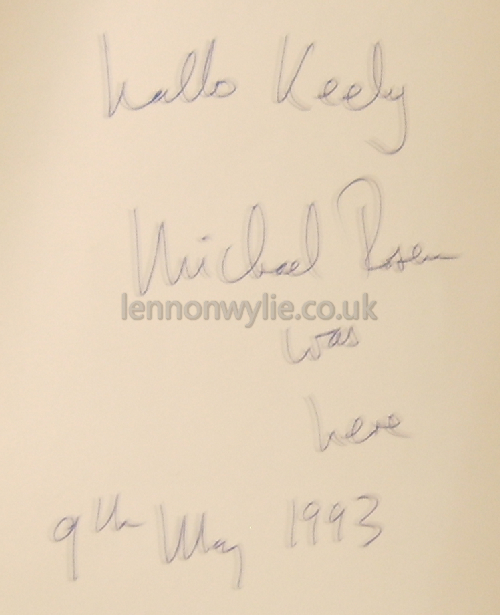 hallo Keely
Michael Rosen
lennonwylie.co.uk
was
here
9th May 1993